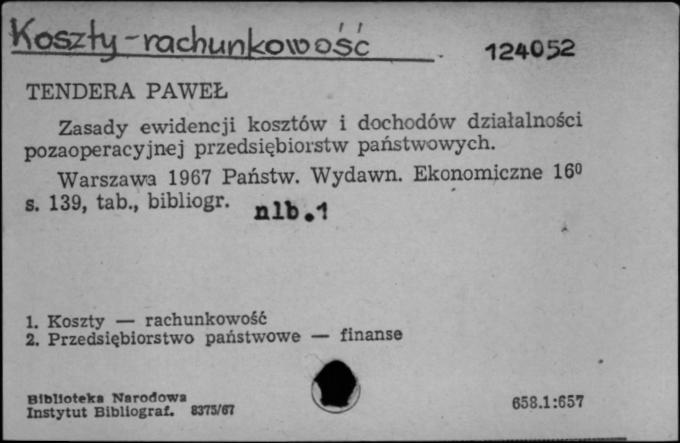 Koszty - rachunkowość
124052
TENDERA PAWEŁ
Zasady ewidencji kosztów i dochodów działalności
pozaoperacyjnej przedsiębiorstw państwowych.
Warszawa 1967 Państw. Wydawn. Ekonomiczne 16⁰
s. 139, tab., bibliogr. nlb.1
1. Koszty — rachunkowość
2. Przedsiębiorstwo państwowe — finanse
Biblioteka Narodowa
Instytut Bibliograf. 8375/67
658.1:657